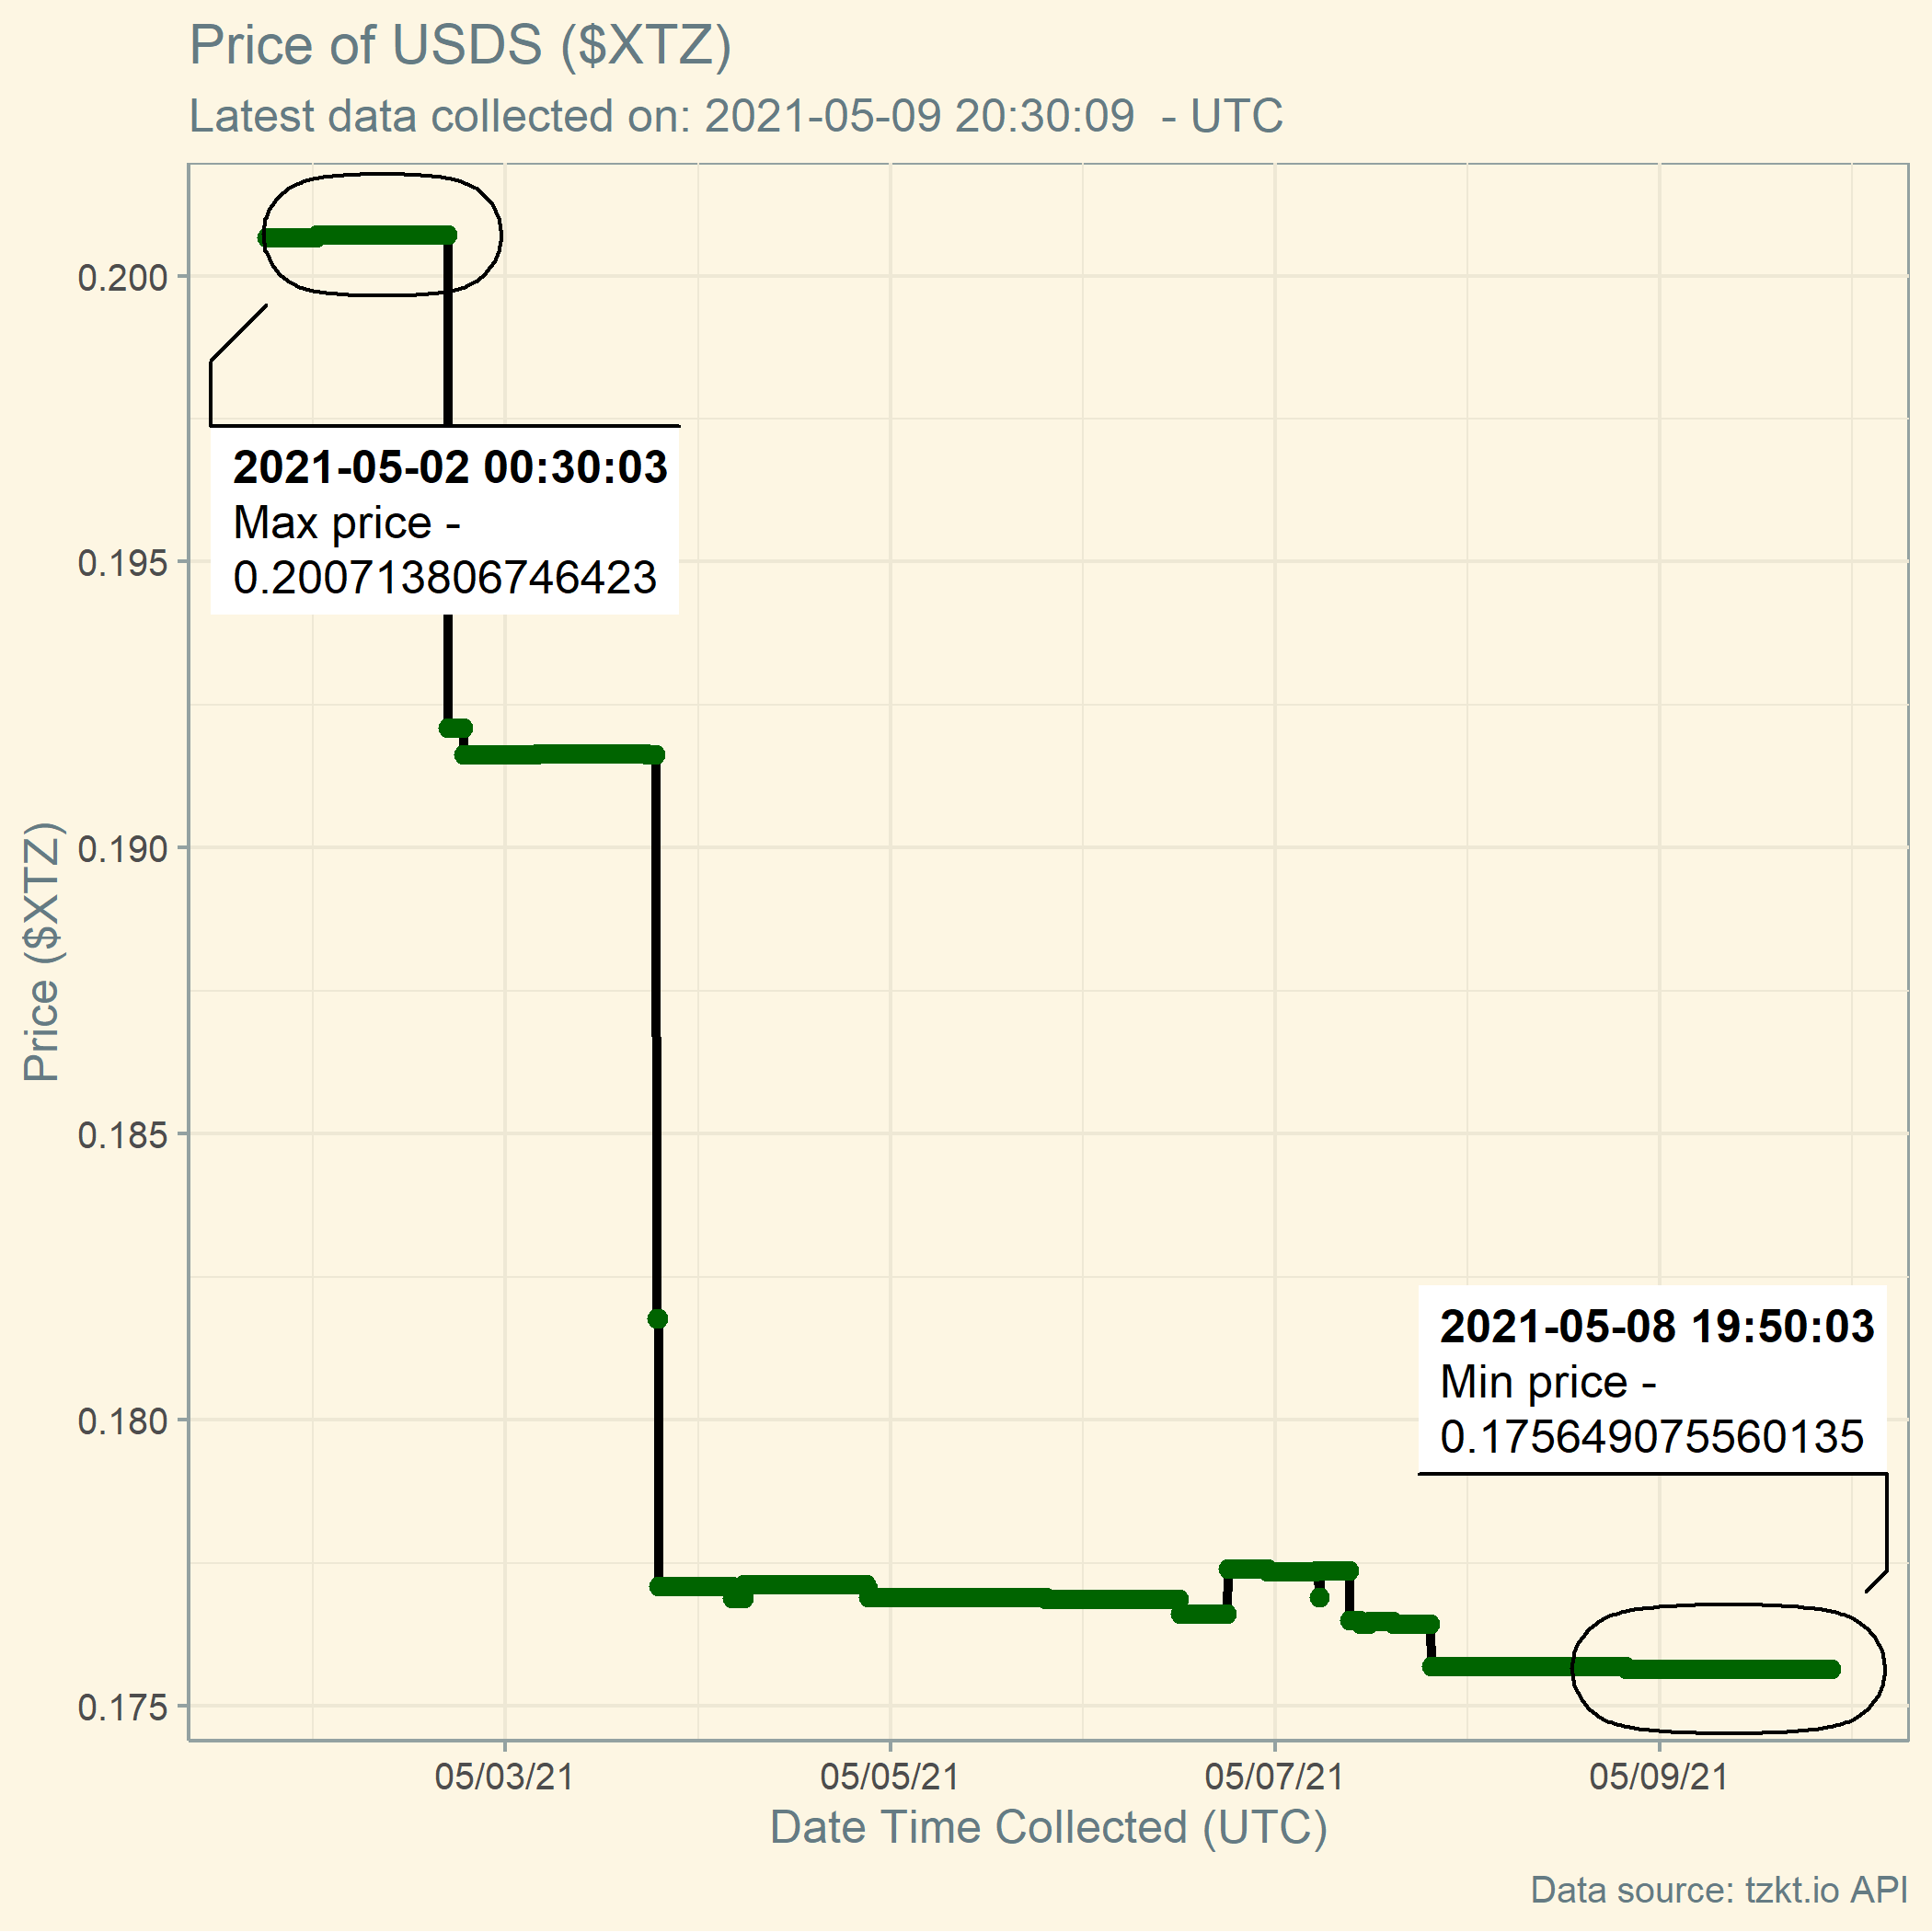 Price of USDS ($XTZ)
Latest data collected on: 2021-05-09 20:30:09  - UTC
0.200
0.195
0.190
0.185
0.180
0.175
Price ($XTZ)
2021-05-02 00:30:03
Max price -
0.200713806746423
2021-05-08 19:50:03
Min price -
0.175649075560135
05/03/21
05/05/21
05/07/21
05/09/21
Date Time Collected (UTC)
Data source: tzkt.io API